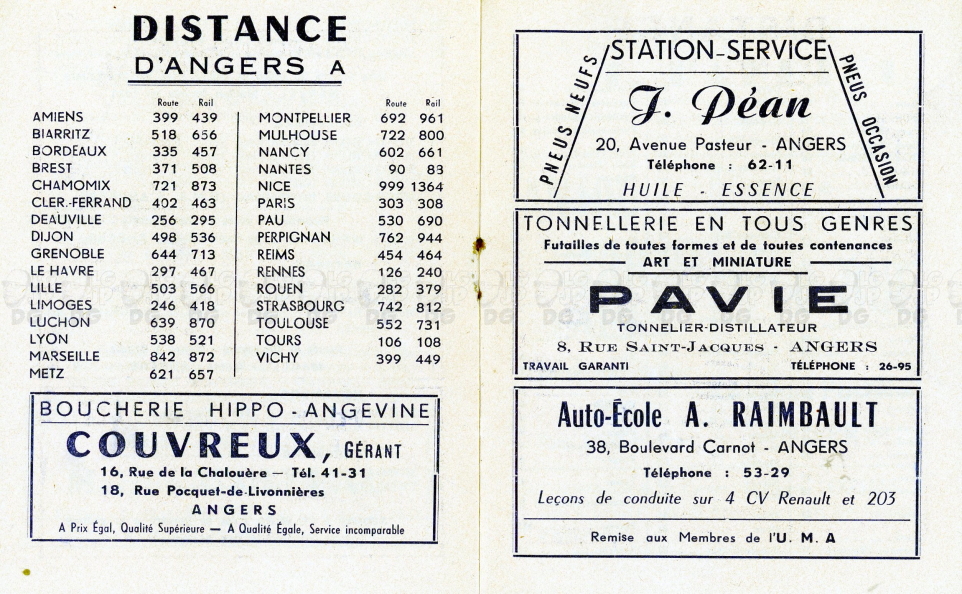 DISTANCE
D'ANGERS A
Route Rail
AMIENS 399 439
BIARRITZ 518 656
BORDEAUX 335 457
BREST 371 508
CHAMOMIX 721 873
CLER.-FERRAND 402 463
DEAUVILLE 256 295
DIJON 498 536
GRENOBLE 644 713
LE HAVRE 297 467
LILLE 503 566
LIMOGES 246 418
LUCHON 639 870
LYON 538 521
MARSEILLE 842 872
METZ 621 657
Route Rail
MONTPELLIER 692 961
MULHOUSE 722 800
NANCY 602 661
NANTES 90 83
NICE 999 1364
PARIS 303 308
PAU 530 690
PERPIGNAN 762 944
REIMS 454 464
RENNES 126 240
ROUEN 282 379
STRASBOURG 742 812
TOULOUSE 552 731
TOURS 106 108
VICHY 399 449
BOUCHERIE HIPPO-ANGEVINE
COUVREUX, GÉRANT
16, Rue de la Chalouère — Tél. 41-31
18, Rue Pocquet-de-Livonnières
ANGERS
A Prix Égal, Qualité Supérieure — A Qualité Égale, Service incomparable
STATION-SERVICE
PNEUS NEUFS
PNEUS OCCASION
J. Péan
20, Avenue Pasteur - ANGERS
Téléphone : 62-11
HUILE - ESSENCE
TONNELLERIE EN TOUS GENRES
Futailles de toutes formes et de toutes contenances
ART ET MINIATURE
PAVIE
TONNELIER-DISTILLATEUR
8, RUE SAINT-JACQUES - ANGERS
TRAVAIL GARANTI TÉLÉPHONE : 26-95
Auto-École A. RAIMBAULT
38, Boulevard Carnot - ANGERS
Téléphone : 53-29
Leçons de conduite sur 4 CV Renault et 203
Remise aux Membres de l'U. M. A